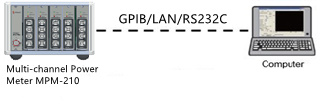 GPIB/LAN/RS232C
Multi-channel Power
Meter MPM-210
Computer